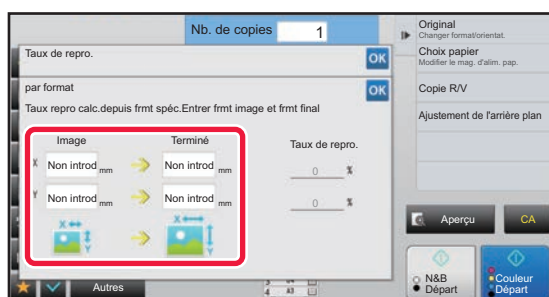 Nb. de copies 1
Taux de repro. OK
par format OK
Taux repro calc.depuis frmt spéc.Entrer frmt image et frmt final
Image Terminé Taux de repro.
X Non introd mm Non introd mm 0 %
Y Non introd mm Non introd mm 0 %
X Y X Y
Autres
A3
Original
Changer format/orientat.
Choix papier
Modifier le mag. d'alim. pap.
Copie R/V
Ajustement de l'arrière plan
Aperçu CA
N&B Départ
Couleur Départ